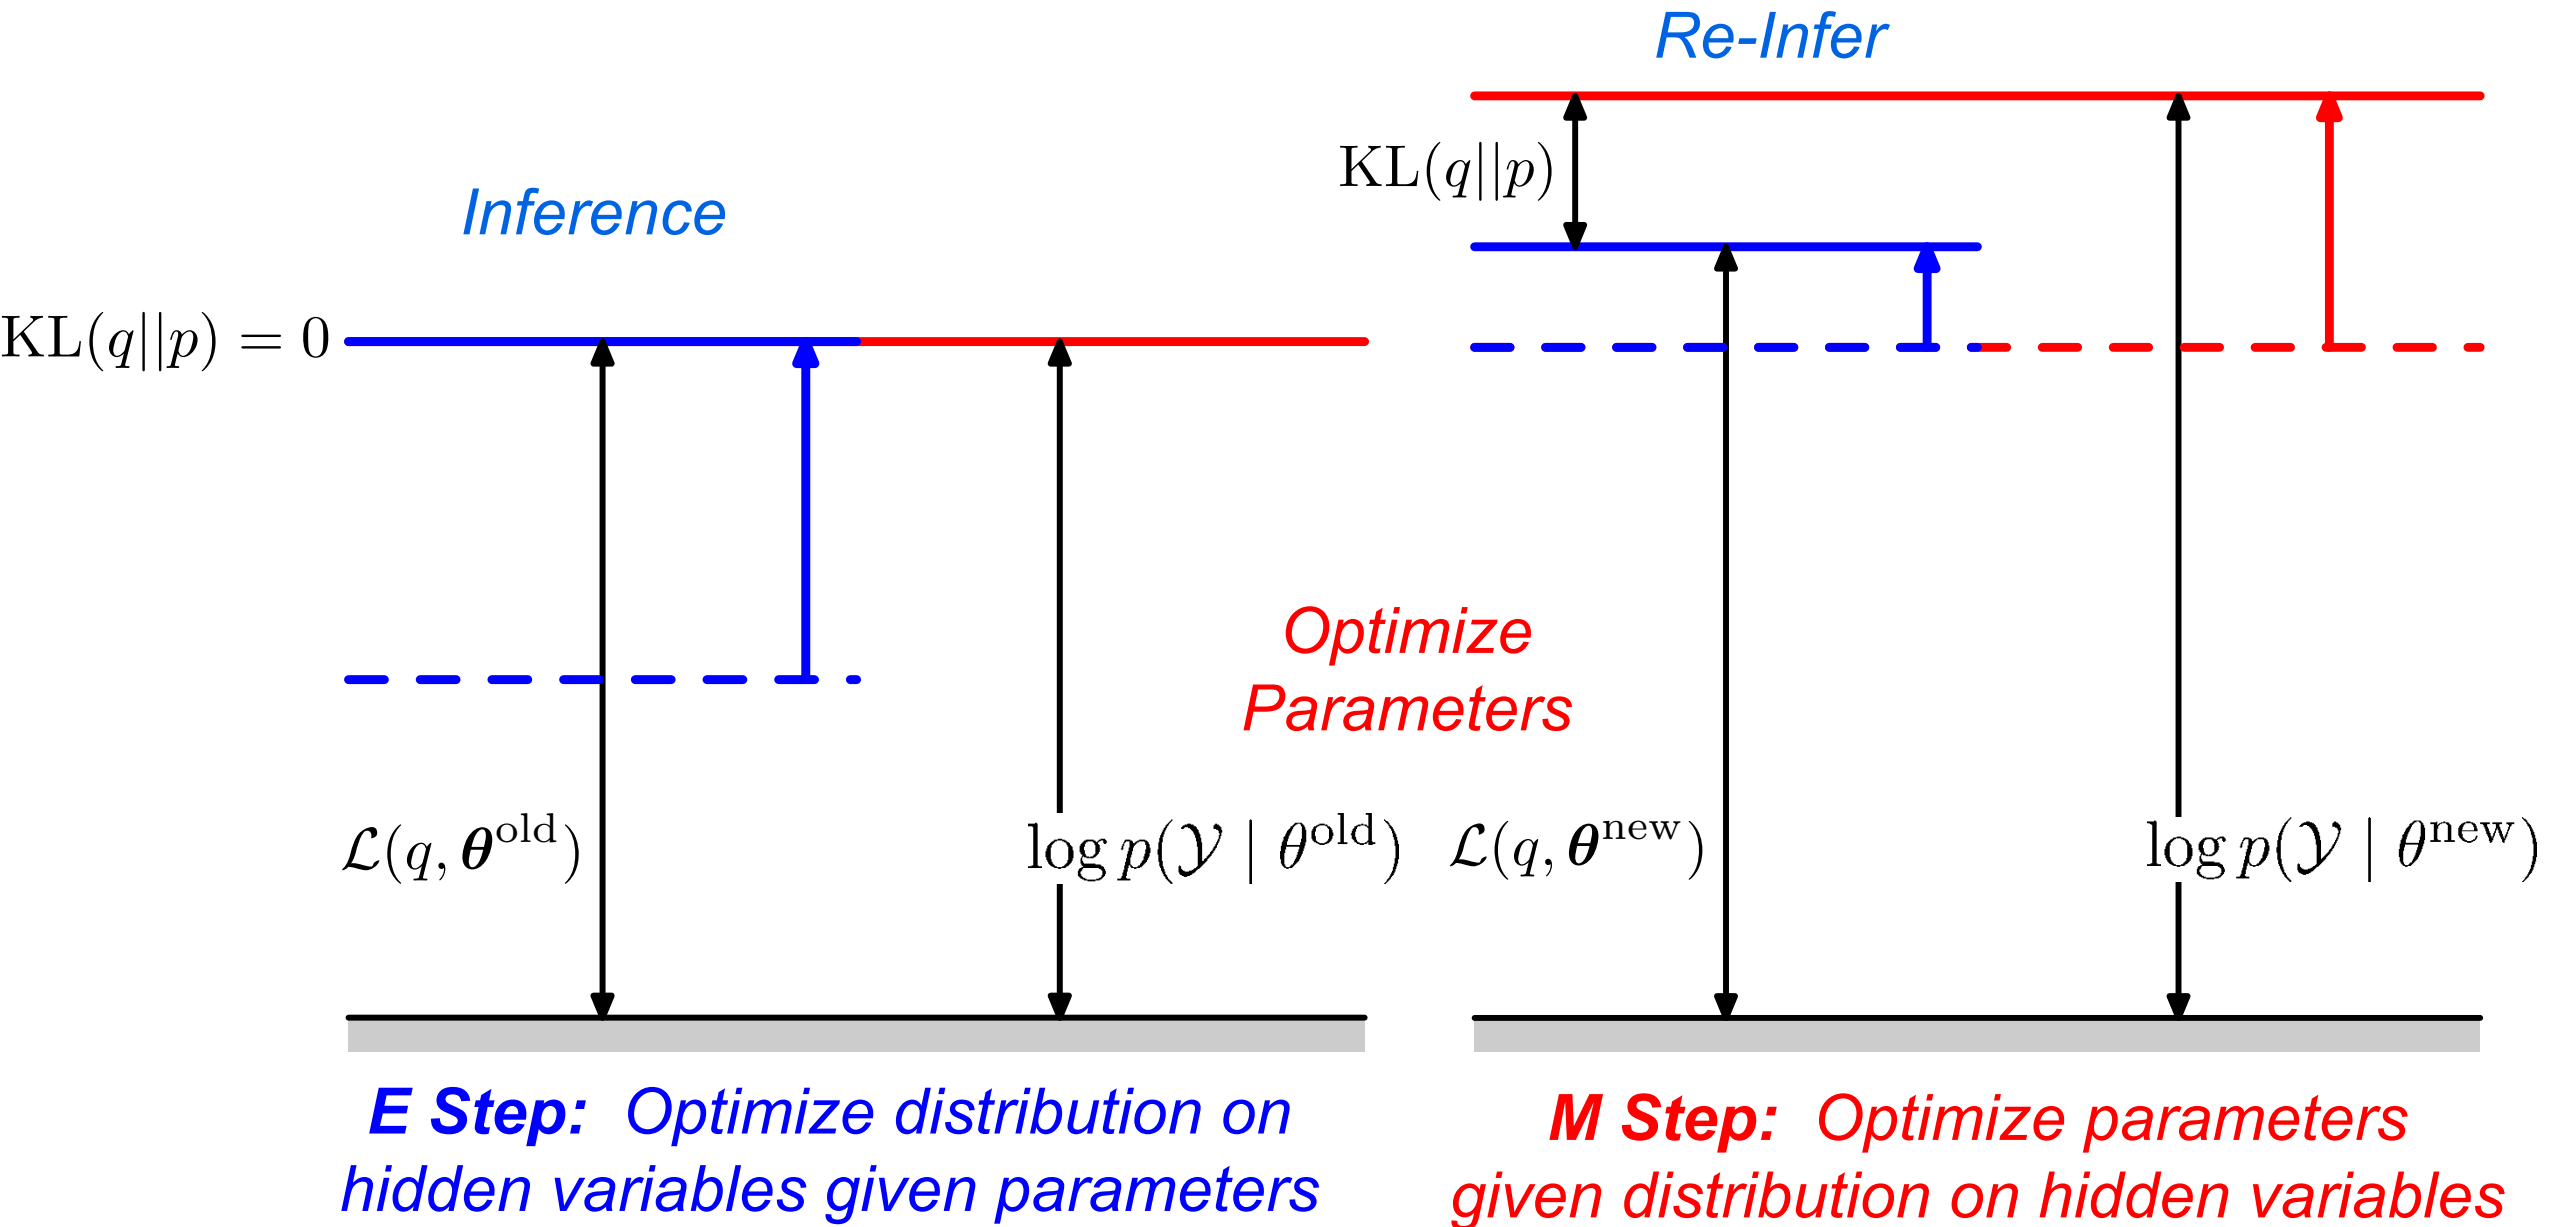 Re-Infer
KL(q||p)
Inference
KL(q||p) = 0
Optimize
Parameters
ℒ(q, 𝜽^old)
log p(𝒴 | θ^old)
ℒ(q, 𝜽^new)
log p(𝒴 | θ^new)
E Step: Optimize distribution on
hidden variables given parameters
M Step: Optimize parameters
given distribution on hidden variables